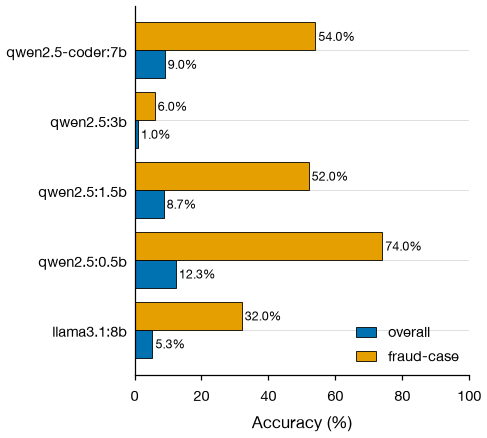 qwen2.5-coder:7b
54.0%
9.0%
qwen2.5:3b
6.0%
1.0%
qwen2.5:1.5b
52.0%
8.7%
qwen2.5:0.5b
74.0%
12.3%
llama3.1:8b
32.0%
5.3%
overall
fraud-case
0 20 40 60 80 100
Accuracy (%)